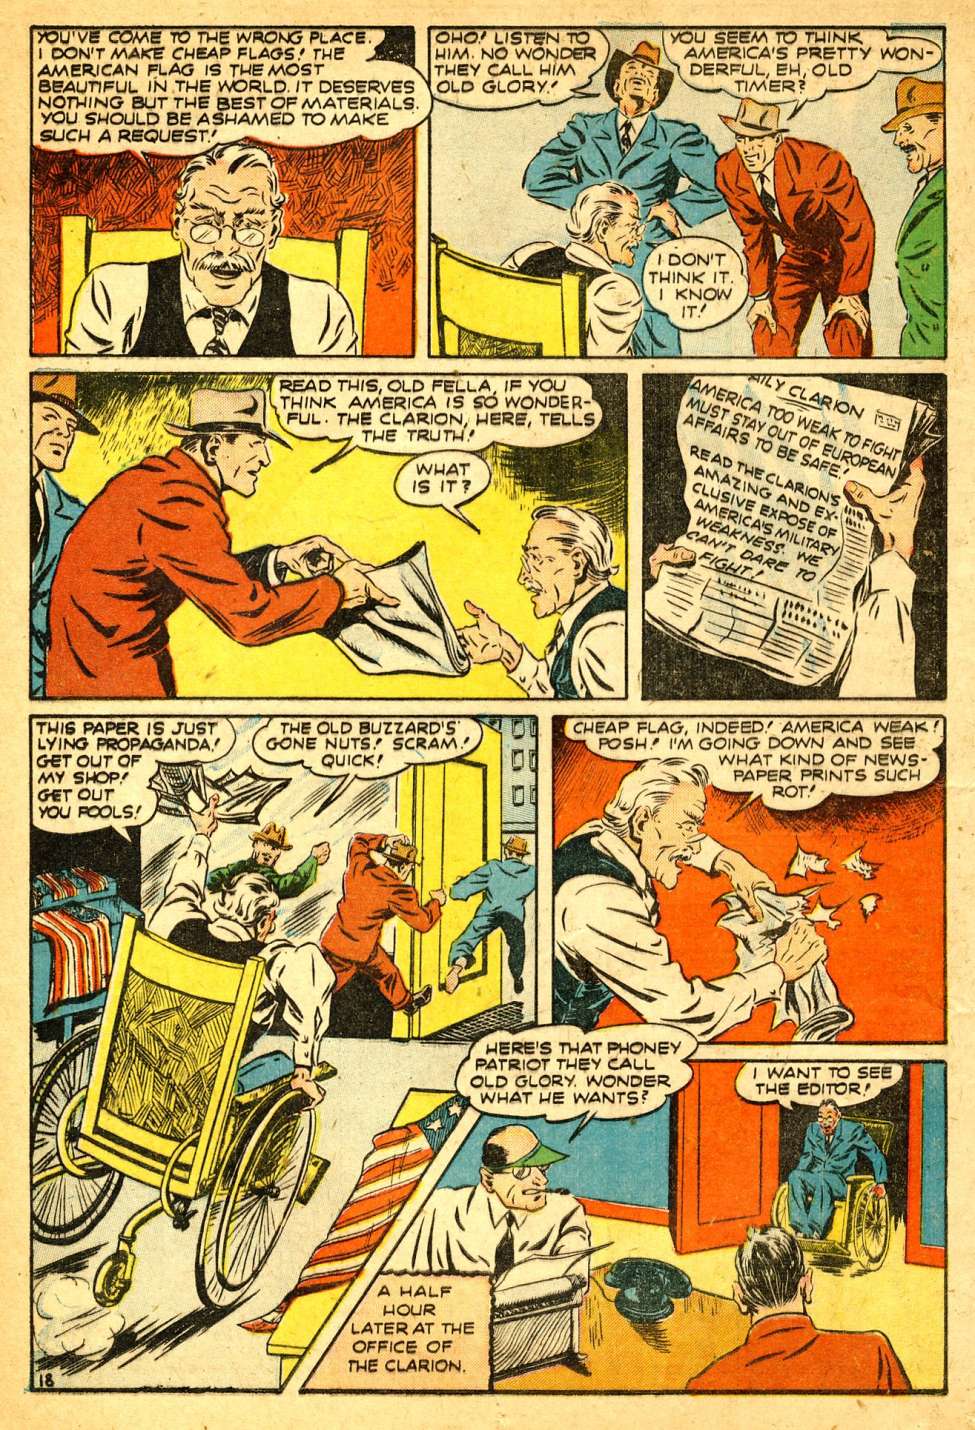 YOU'VE COME TO THE WRONG PLACE.
I DON'T MAKE CHEAP FLAGS! THE
AMERICAN FLAG IS THE MOST
BEAUTIFUL IN THE WORLD. IT DESERVES
NOTHING BUT THE BEST OF MATERIALS.
YOU SHOULD BE ASHAMED TO MAKE
SUCH A REQUEST!
OHO! LISTEN TO
HIM. NO WONDER
THEY CALL HIM
OLD GLORY!
YOU SEEM TO THINK
AMERICA'S PRETTY WON-
DERFUL, EH, OLD
TIMER?
I DON'T
THINK IT.
I KNOW
IT!
READ THIS, OLD FELLA, IF YOU
THINK AMERICA IS SO WONDER-
FUL. THE CLARION, HERE, TELLS
THE TRUTH!
WHAT
IS IT?
AILY CLARION
AMERICA TOO WEAK TO FIGHT
MUST STAY OUT OF EUROPEAN
AFFAIRS TO BE SAFE!
READ THE CLARION'S
AMAZING AND EX-
CLUSIVE EXPOSE OF
AMERICA'S MILITARY
WEAKNESS. WE
CAN'T DARE TO
FIGHT!
THIS PAPER IS JUST
LYING PROPAGANDA!
GET OUT OF
MY SHOP!
GET OUT
YOU FOOLS!
THE OLD BUZZARD'S
GONE NUTS! SCRAM!
QUICK!
CHEAP FLAG, INDEED! AMERICA WEAK!
POSH! I'M GOING DOWN AND SEE
WHAT KIND OF NEWS-
PAPER PRINTS SUCH
ROT!
HERE'S THAT PHONEY
PATRIOT THEY CALL
OLD GLORY. WONDER
WHAT HE WANTS?
I WANT TO SEE
THE EDITOR!
A HALF
HOUR
LATER AT THE
OFFICE OF
THE CLARION.
18